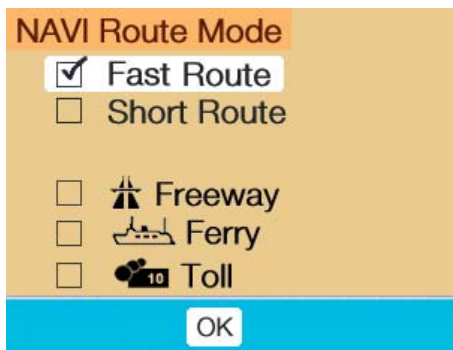 NAVI Route Mode
Fast Route
Short Route
Freeway
Ferry
10 Toll
OK